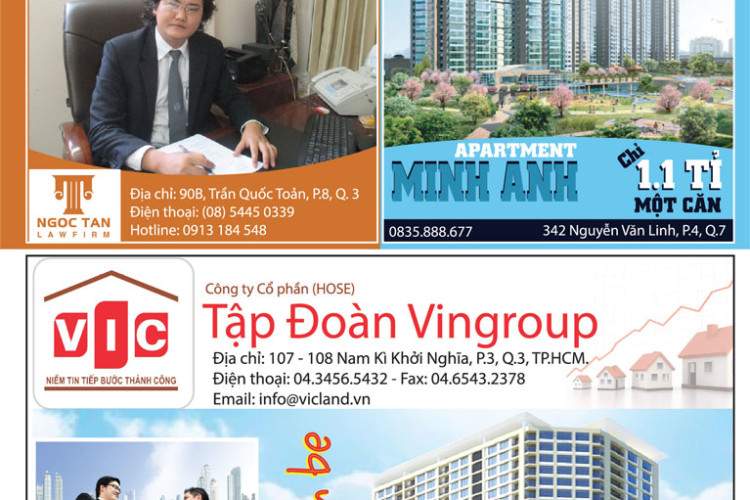 NGOC TAN
LAWFIRM
Địa chỉ: 90B, Trần Quốc Toản, P.8, Q. 3
Điện thoại: (08) 5445 0339
Hotline: 0913 184 548
APARTMENT
MINH ANH
Chỉ
1.1 TỈ
MỘT CĂN
0835.888.677
342 Nguyễn Văn Linh, P.4, Q.7
VIC
NIỀM TIN TIẾP BƯỚC THÀNH CÔNG
Công ty Cổ phần (HOSE)
Tập Đoàn Vingroup
Địa chỉ: 107 - 108 Nam Kì Khởi Nghĩa, P.3, Q.3, TP.HCM.
Điện thoại: 04.3456.5432 - Fax: 04.6543.2378
Email: info@vicland.vn
be